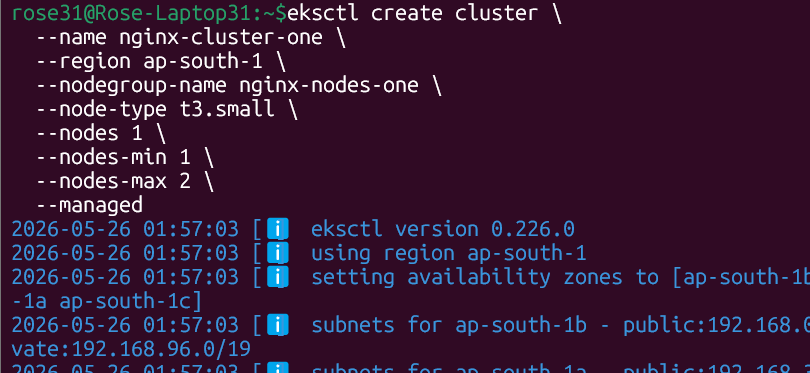 rose31@Rose-Laptop31:~$eksctl create cluster \
  --name nginx-cluster-one \
  --region ap-south-1 \
  --nodegroup-name nginx-nodes-one \
  --node-type t3.small \
  --nodes 1 \
  --nodes-min 1 \
  --nodes-max 2 \
  --managed
2026-05-26 01:57:03 [ℹ]  eksctl version 0.226.0
2026-05-26 01:57:03 [ℹ]  using region ap-south-1
2026-05-26 01:57:03 [ℹ]  setting availability zones to [ap-south-1b
-1a ap-south-1c]
2026-05-26 01:57:03 [ℹ]  subnets for ap-south-1b - public:192.168.0
vate:192.168.96.0/19
2026-05-26 01:57:03 [ℹ]  subnets for ap-south-1a - public:192.168